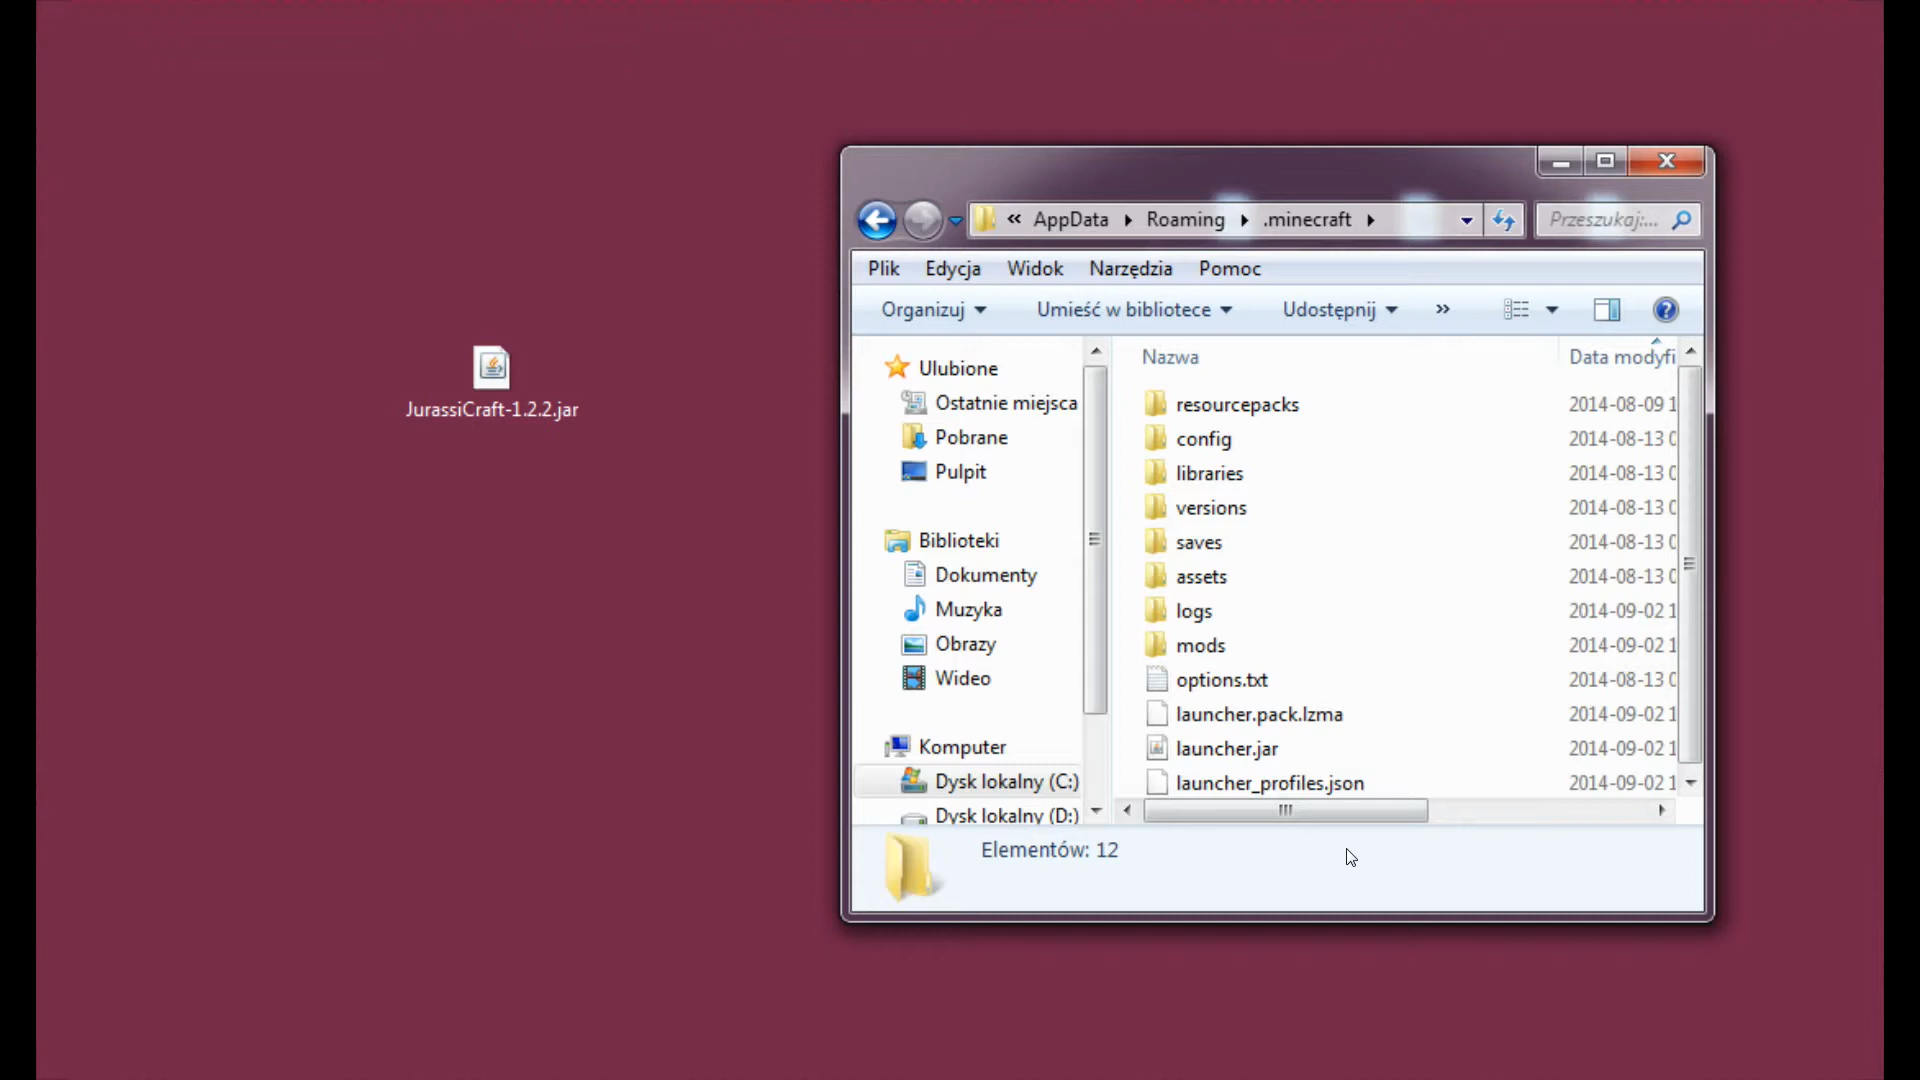 JurassiCraft-1.2.2.jar
« AppData Roaming .minecraft
Przeszukaj:...
Plik Edycja Widok Narzędzia Pomoc
Organizuj Umieść w bibliotece Udostępnij »
Ulubione
Ostatnie miejsca
Pobrane
Pulpit
Biblioteki
Dokumenty
Muzyka
Obrazy
Wideo
Komputer
Dysk lokalny (C:)
Dysk lokalny (D:)
Nazwa Data modyfi
resourcepacks 2014-08-09 1
config 2014-08-13 0
libraries 2014-08-13 0
versions 2014-08-13 0
saves 2014-08-13 0
assets 2014-08-13 0
logs 2014-09-02 1
mods 2014-09-02 1
options.txt 2014-08-13 0
launcher.pack.lzma 2014-09-02 1
launcher.jar 2014-09-02 1
launcher_profiles.json 2014-09-02 1
Elementów: 12